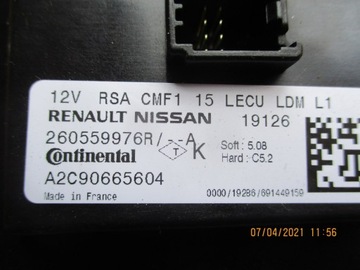 12V RSA CMF1 15 LECU LDM L1
RENAULT NISSAN 19126
260559976R/--A
Continental T K Soft : 5.08
Hard : C5.2
A2C90665604
Made in France 0000/19286/691449159
07/04/2021 11:56